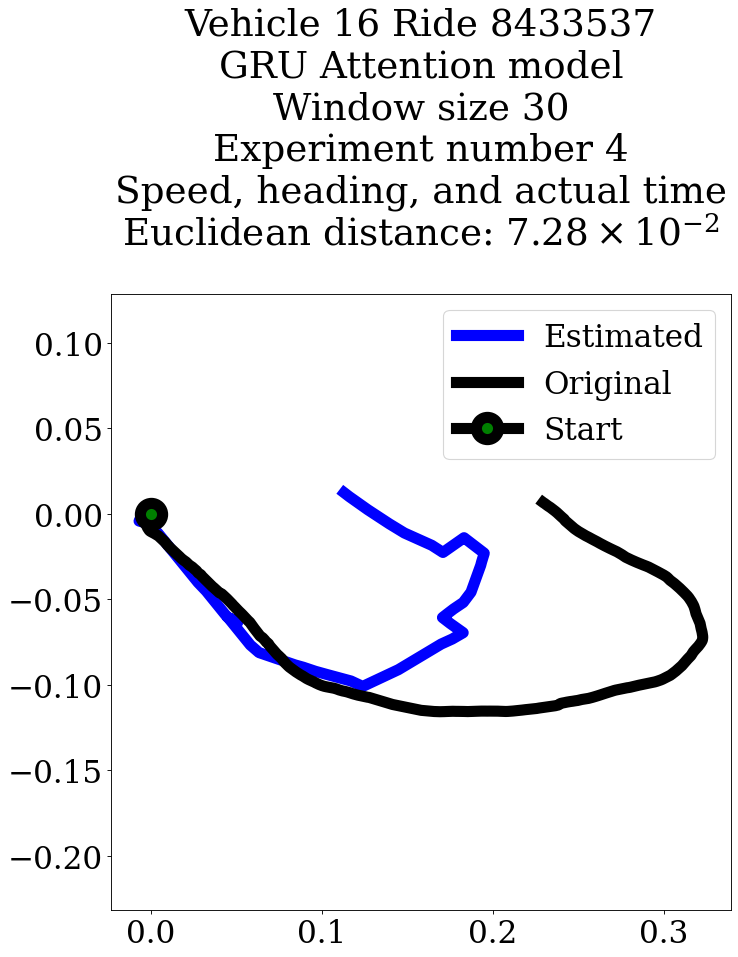 Vehicle 16 Ride 8433537
GRU Attention model
Window size 30
Experiment number 4
Speed, heading, and actual time
Euclidean distance: 7.28 × 10⁻²
Estimated
Original
Start
0.10
0.05
0.00
−0.05
−0.10
−0.15
−0.20
0.0 0.1 0.2 0.3